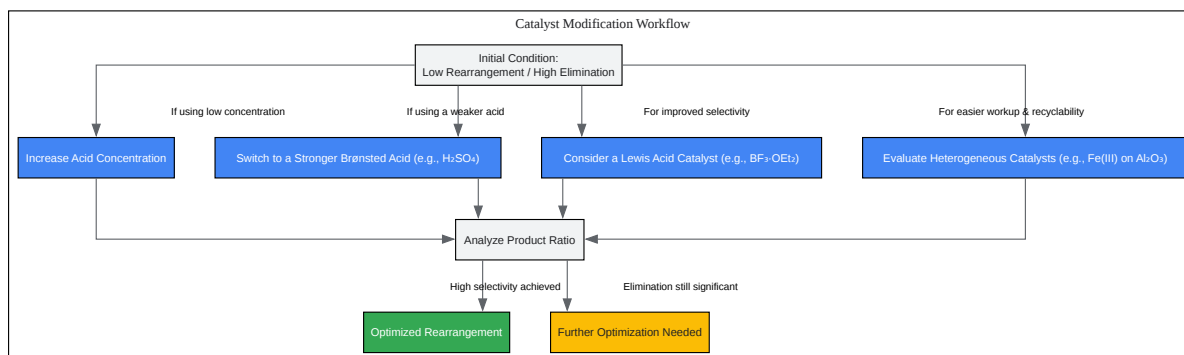 Catalyst Modification Workflow
Initial Condition:
Low Rearrangement / High Elimination
If using low concentration
If using a weaker acid
For improved selectivity
For easier workup & recyclability
Increase Acid Concentration
Switch to a Stronger Brønsted Acid (e.g., H₂SO₄)
Consider a Lewis Acid Catalyst (e.g., BF₃·OEt₂)
Evaluate Heterogeneous Catalysts (e.g., Fe(III) on Al₂O₃)
Analyze Product Ratio
High selectivity achieved
Elimination still significant
Optimized Rearrangement
Further Optimization Needed